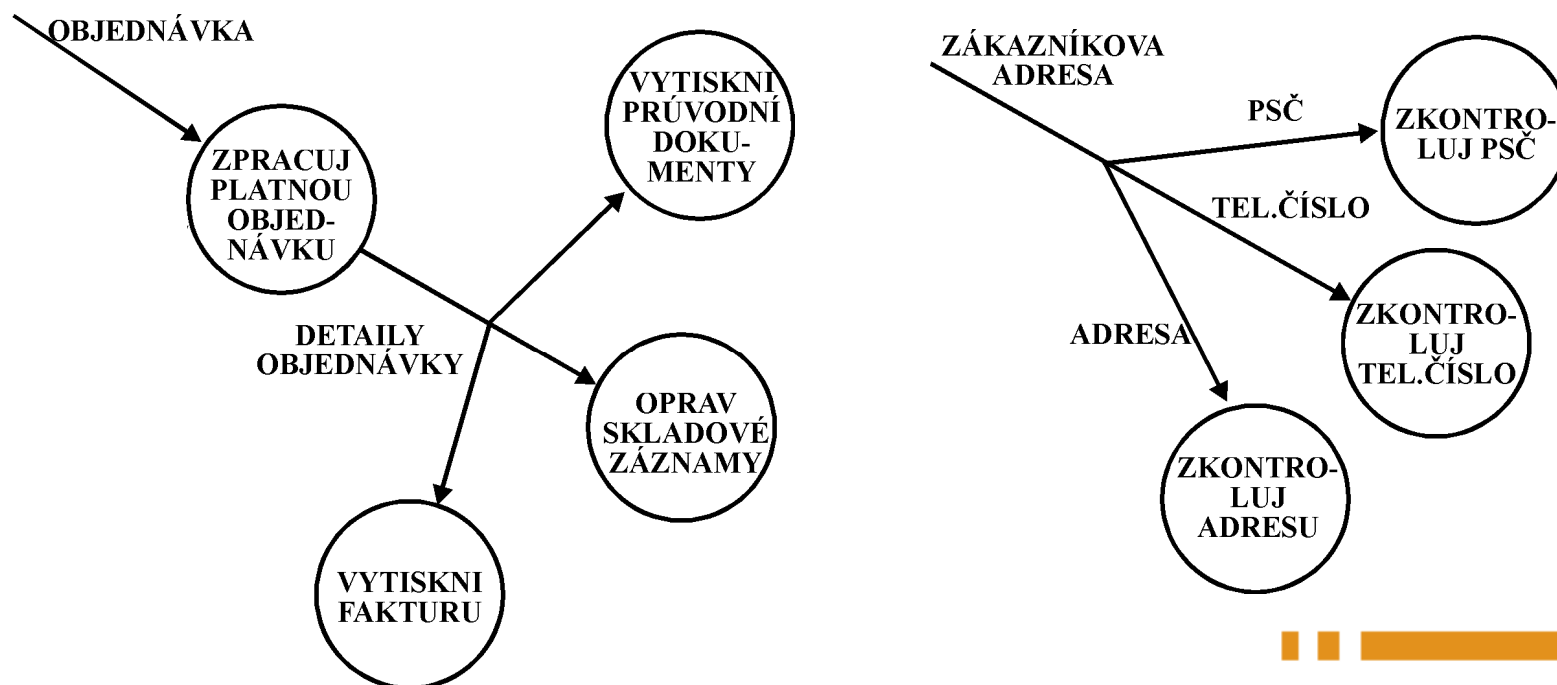 OBJEDNÁVKA
ZPRACUJ
PLATNOU
OBJED-
NÁVKU
VYTISKNI
PRÚVODNÍ
DOKU-
MENTY
DETAILY
OBJEDNÁVKY
OPRAV
SKLADOVÉ
ZÁZNAMY
VYTISKNI
FAKTURU
ZÁKAZNÍKOVA
ADRESA
PSČ
ZKONTRO-
LUJ PSČ
TEL.ČÍSLO
ZKONTRO-
LUJ
TEL.ČÍSLO
ADRESA
ZKONTRO-
LUJ
ADRESU